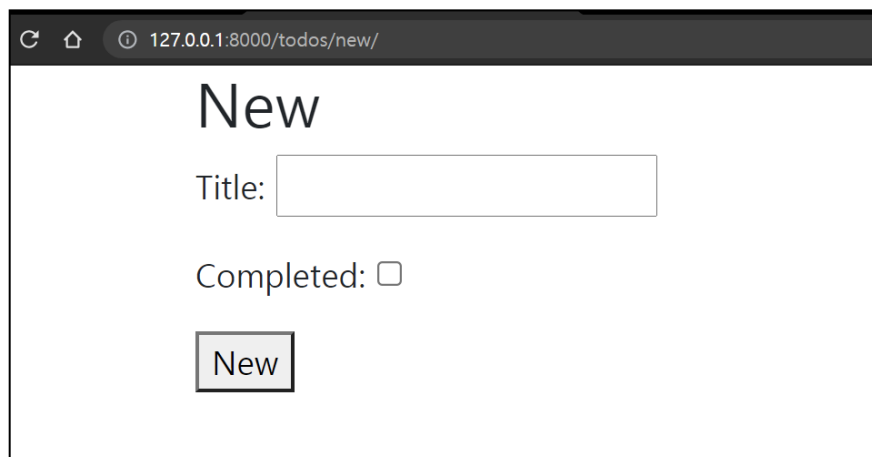 127.0.0.1:8000/todos/new/
New
Title:
Completed:
New